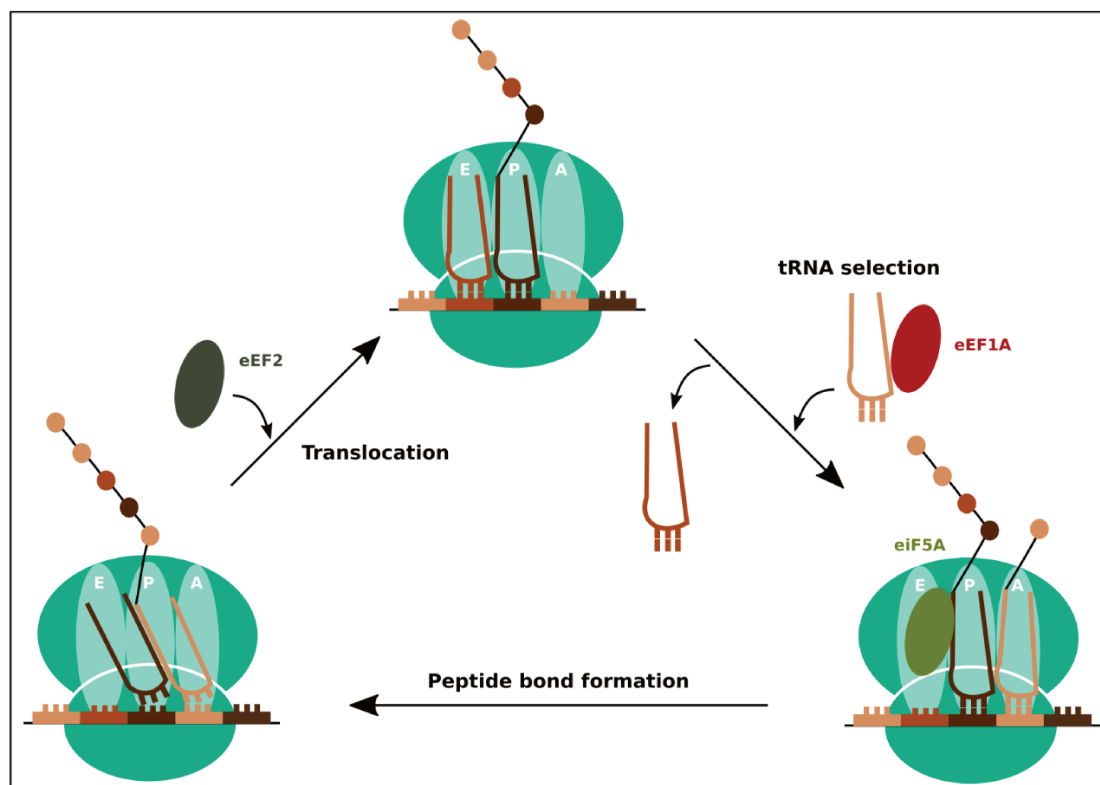 E P A
tRNA selection
eEF1A
eEF2
Translocation
eiF5A
E P A
E P A
Peptide bond formation